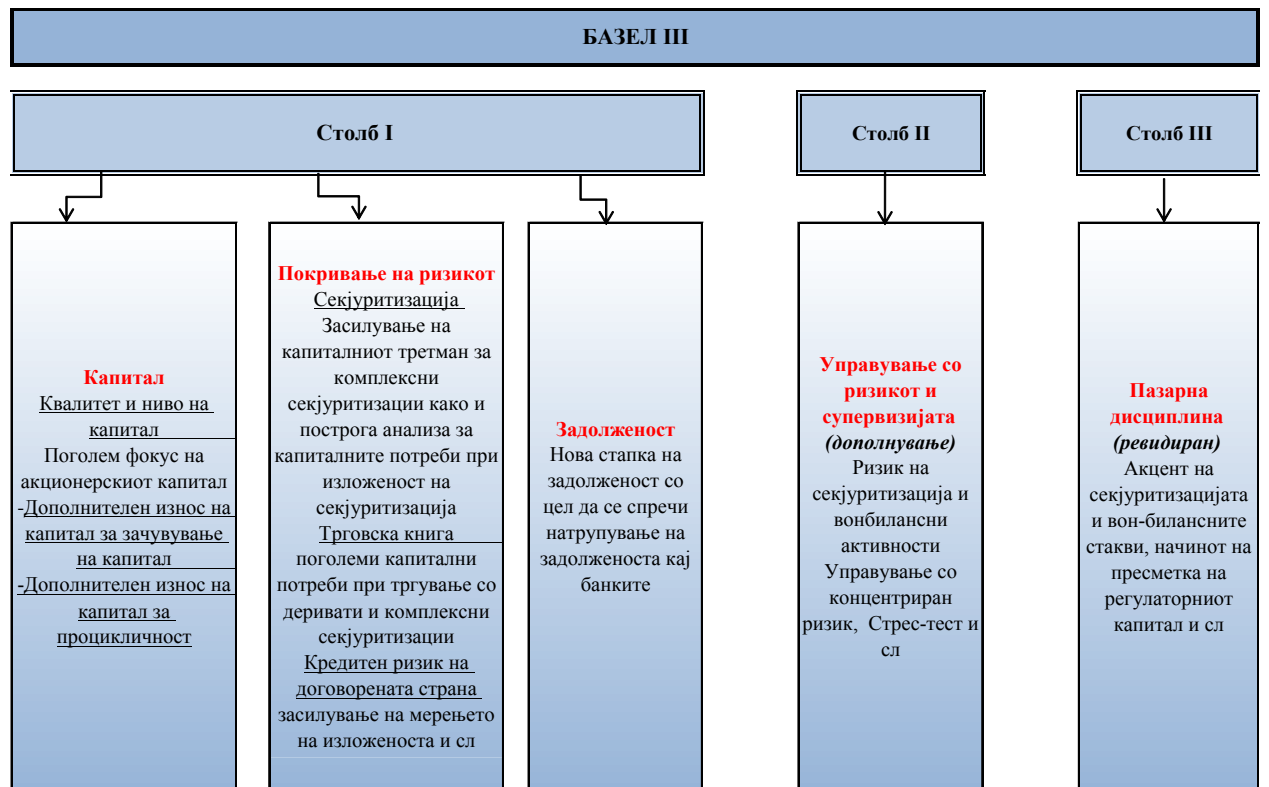 БАЗЕЛ III
Столб I
Столб II
Столб III
Капитал
Квалитет и ниво на
капитал
Поголем фокус на
акционерскиот капитал
-Дополнителен износ на
капитал за зачувување
на капитал
-Дополнителен износ на
капитал за
процикличност
Покривање на ризикот
Секјуритизација
Засилување на
капиталниот третман за
комплексни
секјуритизации како и
построга анализа за
капиталните потреби при
изложеност на
секјуритизација
Трговска книга
поголеми капитални
потреби при тргување со
деривати и комплексни
секјуритизации
Кредитен ризик на
договорената страна
засилување на мерењето
на изложеноста и сл
Задолженост
Нова стапка на
задолженост со
цел да се спречи
натрупување на
задолженоста кај
банките
Управување со
ризикот и
супервизијата
(дополнување)
Ризик на
секјуритизација и
вонбилансни
активности
Управување со
концентриран
ризик, Стрес-тест и
сл
Пазарна
дисциплина
(ревидиран)
Акцент на
секјуритизацијата
и вон-билансните
стакви, начинот на
пресметка на
регулаторниот
капитал и сл